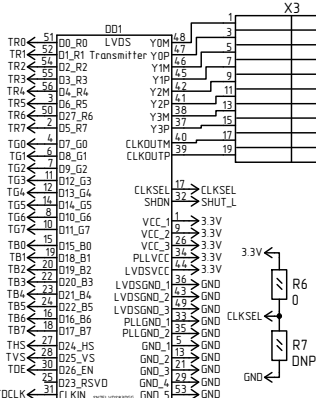 X3
DD1
LVDS
Transmitter
TR0 51 D0_R0 Y0M 48 1
TR1 52 D1_R1 Y0P 47 3
TR2 54 D2_R2 Y1M 46 5
TR3 55 D3_R3 Y1P 45 7
TR4 56 D4_R4 Y2M 42 9
TR5 3 D6_R5 Y2P 41 11
TR6 50 D27_R6 Y3M 38 13
TR7 2 D5_R7 Y3P 37 15
TG0 4 D7_G0 CLKOUTM 40 17
TG1 6 D8_G1 CLKOUTP 39 19
TG2 7 D9_G2
TG3 11 D12_G3
TG4 12 D13_G4 CLKSEL 17 CLKSEL
TG5 14 D14_G5 SHDN 32 SHUT_L
TG6 8 D10_G6
TG7 10 D11_G7 VCC_1 1 3.3V
VCC_2 9 3.3V
TB0 15 D15_B0 VCC_3 26 3.3V
TB1 19 D18_B1 PLLVCC 34 3.3V
TB2 20 D19_B2 LVDSVCC 44 3.3V
TB3 22 D20_B3 LVDSGND_1 36 GND
TB4 23 D21_B4 LVDSGND_2 43 GND
TB5 24 D22_B5 LVDSGND_3 49 GND
TB6 16 D16_B6 PLLGND_1 33 GND
TB7 18 D17_B7 PLLGND_2 35 GND
THS 27 D24_HS GND_1 5 GND
TVS 28 D25_VS GND_2 13 GND
TDE 30 D26_EN GND_3 21 GND
25 D23_RSVD GND_4 29 GND
TDCLK 31 CLKIN GND_5 53 GND
3.3V
R6
0
CLKSEL
R7
DNP
GND